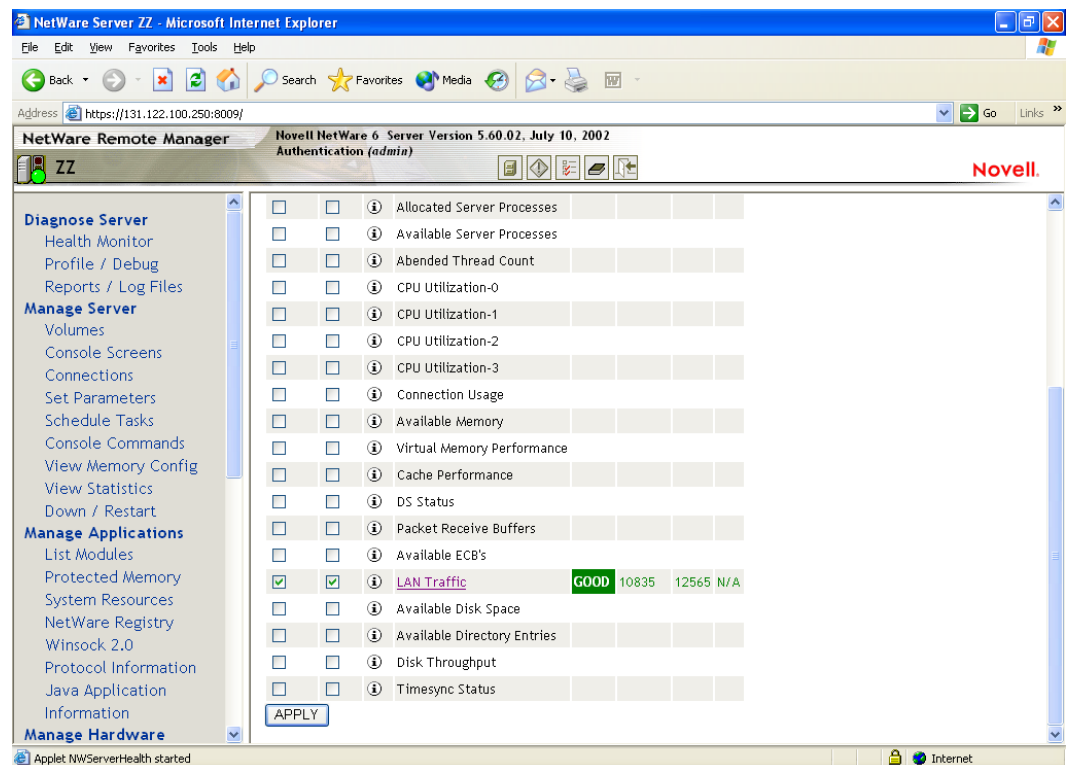 NetWare Server ZZ - Microsoft Internet Explorer
File Edit View Favorites Tools Help
Back Search Favorites Media
Address https://131.122.100.250:8009/ Go Links »
NetWare Remote Manager
ZZ
Novell NetWare 6 Server Version 5.60.02, July 10, 2002
Authentication (admin)
Novell.
Diagnose Server
Health Monitor
Profile / Debug
Reports / Log Files
Manage Server
Volumes
Console Screens
Connections
Set Parameters
Schedule Tasks
Console Commands
View Memory Config
View Statistics
Down / Restart
Manage Applications
List Modules
Protected Memory
System Resources
NetWare Registry
Winsock 2.0
Protocol Information
Java Application
Information
Manage Hardware
Allocated Server Processes
Available Server Processes
Abended Thread Count
CPU Utilization-0
CPU Utilization-1
CPU Utilization-2
CPU Utilization-3
Connection Usage
Available Memory
Virtual Memory Performance
Cache Performance
DS Status
Packet Receive Buffers
Available ECB's
LAN Traffic GOOD 10835 12565 N/A
Available Disk Space
Available Directory Entries
Disk Throughput
Timesync Status
APPLY
Applet NWServerHealth started
Internet